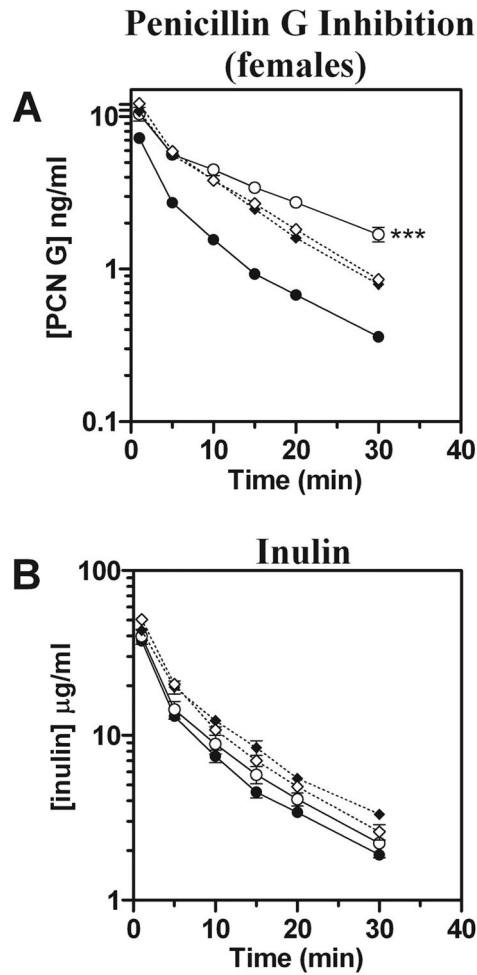 Penicillin G Inhibition
(females)
A
[PCN G] ng/ml
10
1
0.1
0 10 20 30 40
Time (min)
***
Inulin
B
[inulin] μg/ml
100
10
1
0 10 20 30 40
Time (min)